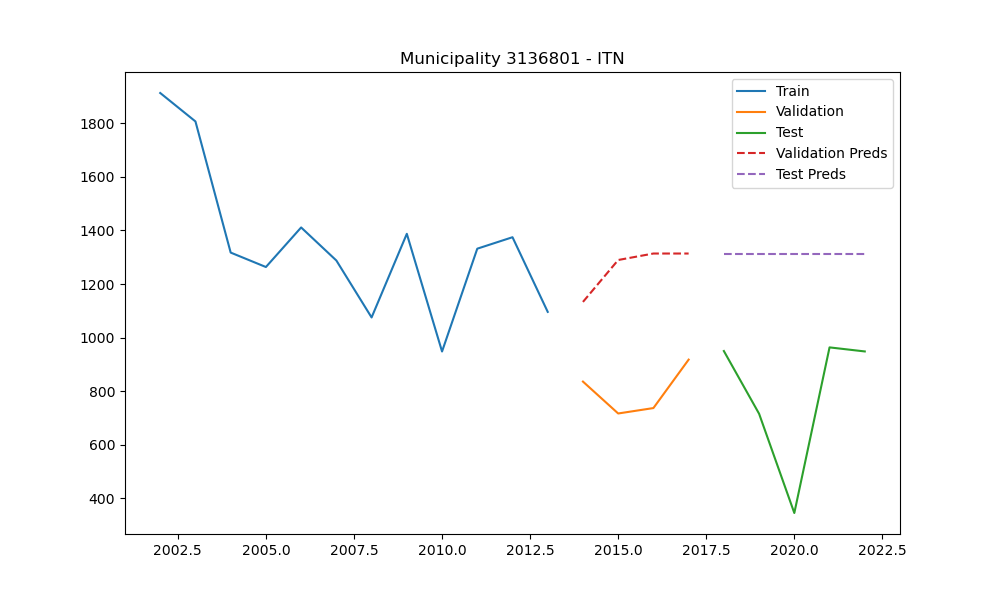 Municipality 3136801 - ITN
Train
Validation
Test
Validation Preds
Test Preds
1800
1600
1400
1200
1000
800
600
400
2002.5 2005.0 2007.5 2010.0 2012.5 2015.0 2017.5 2020.0 2022.5